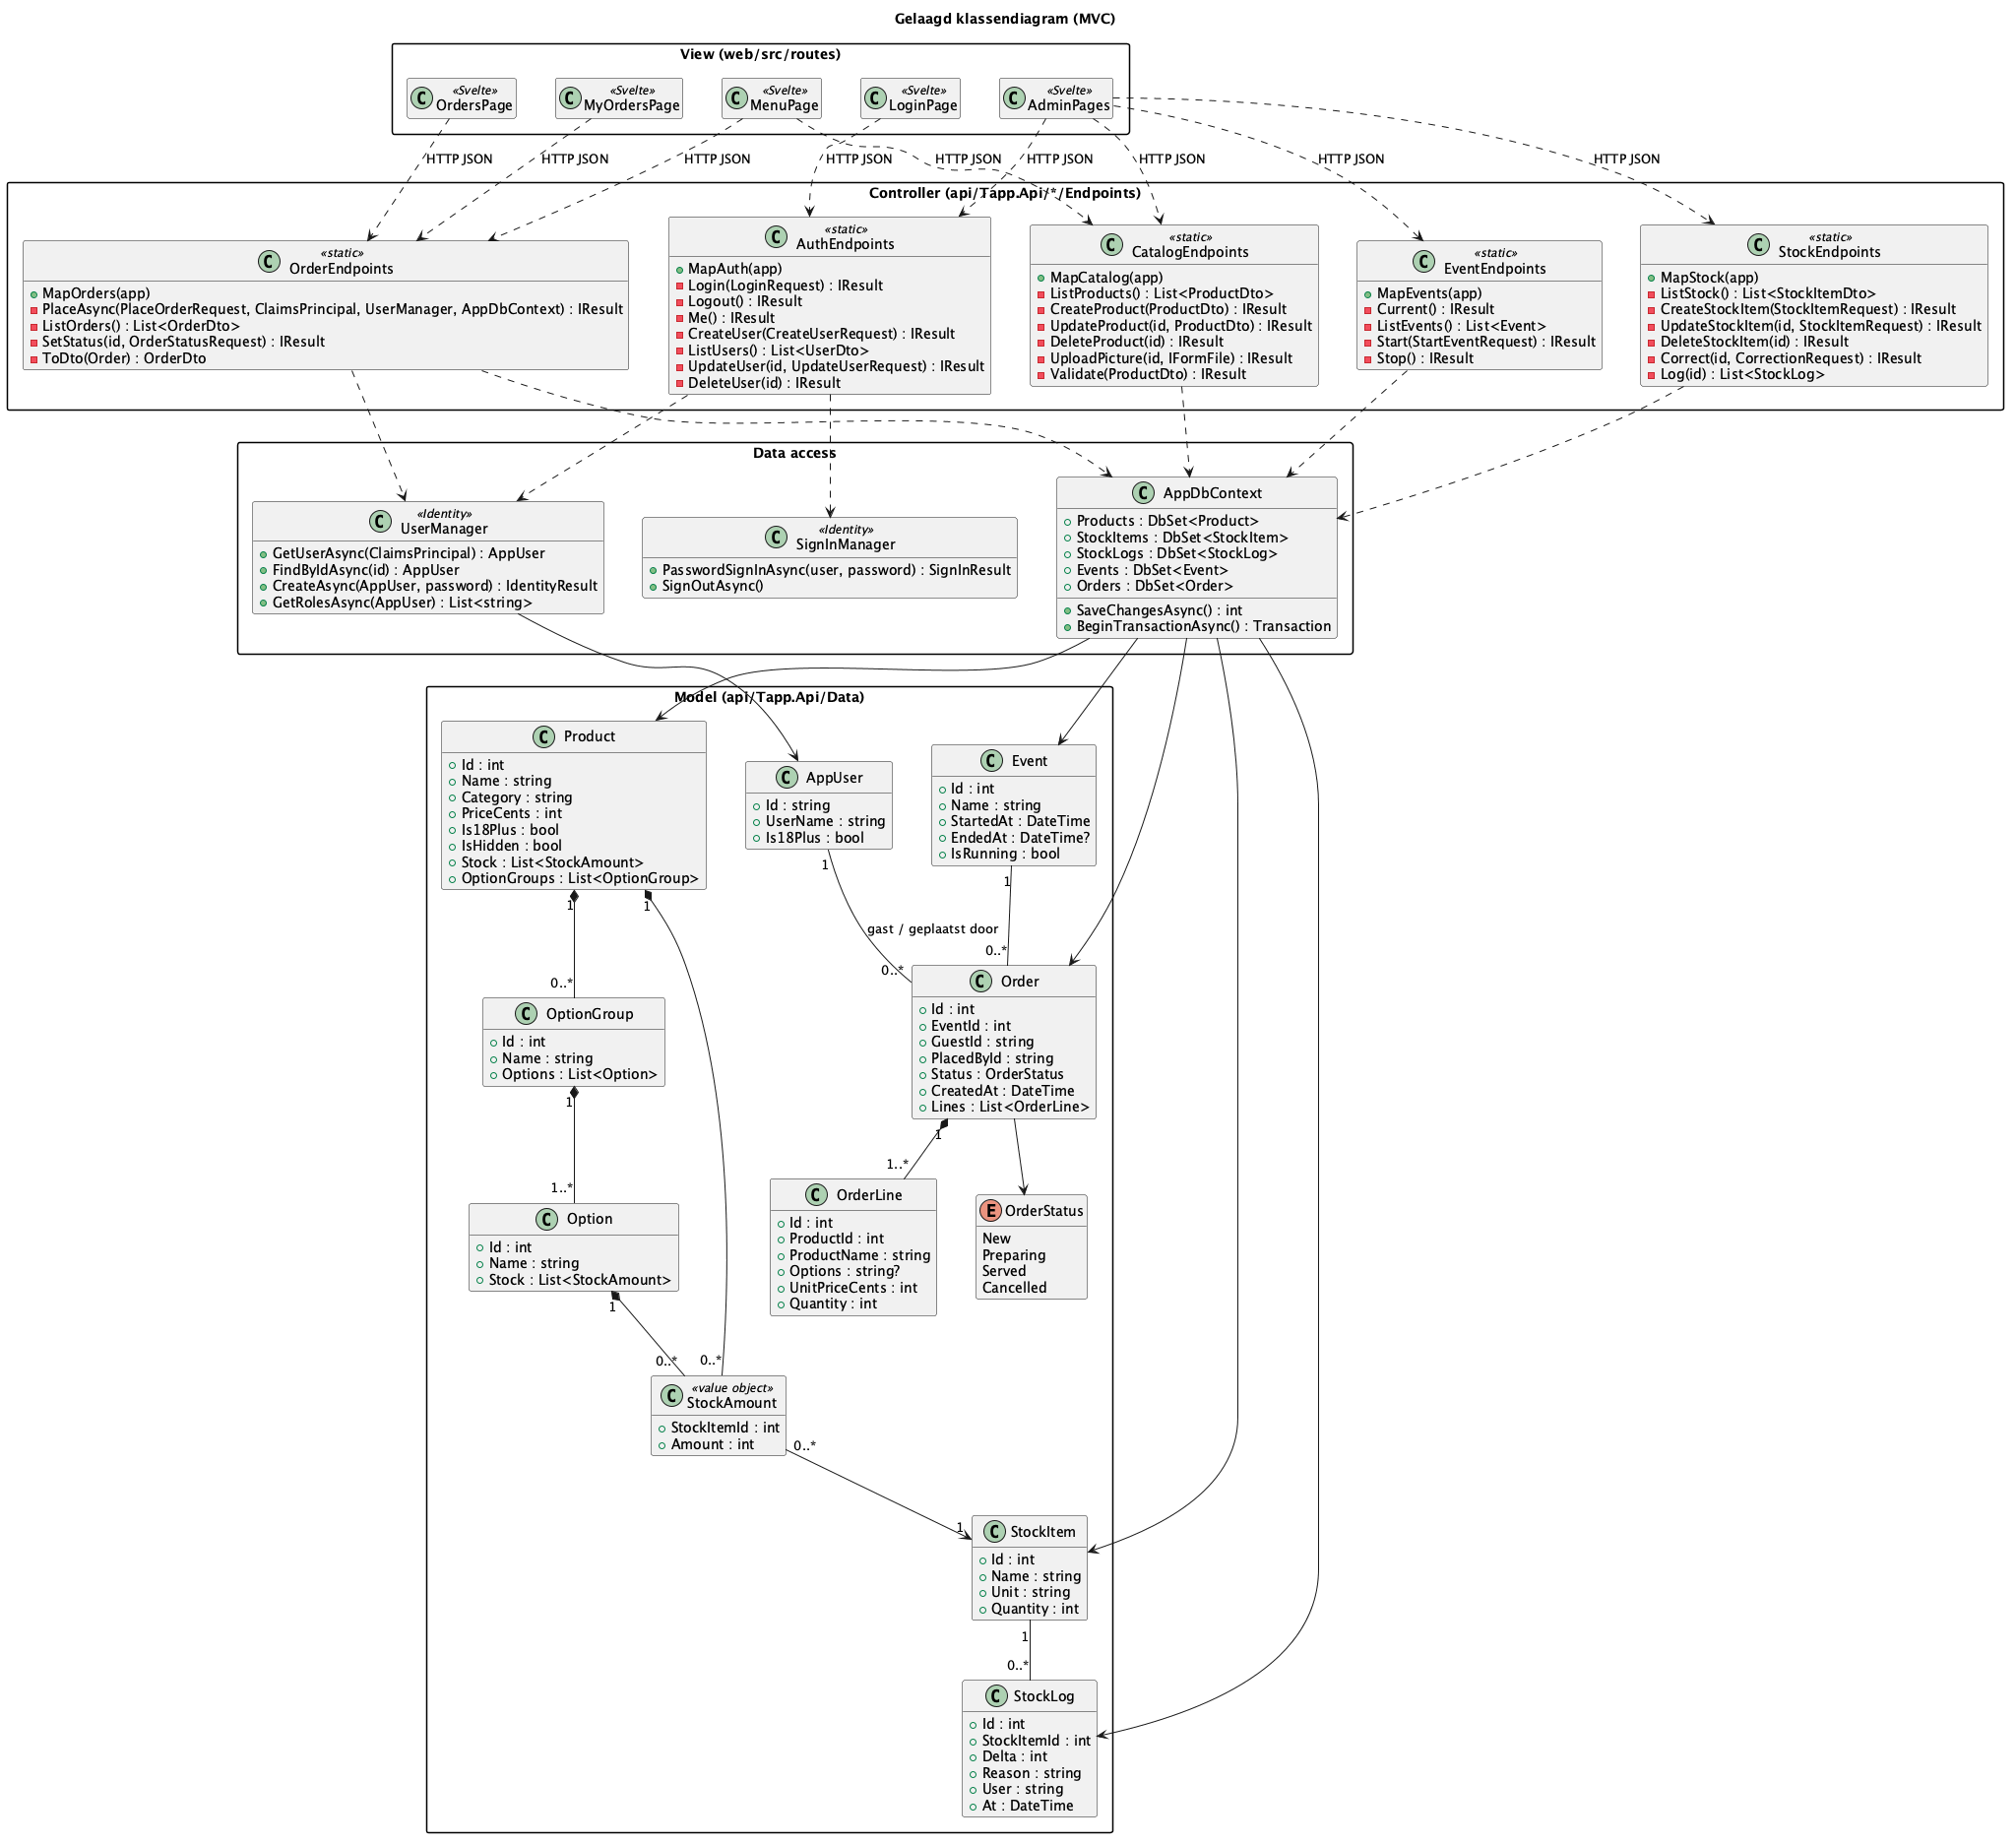 Gelaagd klassendiagram (MVC)
View (web/src/routes)
«Svelte»
OrdersPage
«Svelte»
MyOrdersPage
«Svelte»
MenuPage
«Svelte»
LoginPage
«Svelte»
AdminPages
HTTP JSON
HTTP JSON
HTTP JSON
HTTP JSON
HTTP JSON
HTTP JSON
HTTP JSON
HTTP JSON
HTTP JSON
Controller (api/Tapp.Api/*/Endpoints)
«static»
OrderEndpoints
MapOrders(app)
PlaceAsync(PlaceOrderRequest, ClaimsPrincipal, UserManager, AppDbContext) : IResult
ListOrders() : List<OrderDto>
SetStatus(id, OrderStatusRequest) : IResult
ToDto(Order) : OrderDto
«static»
AuthEndpoints
MapAuth(app)
Login(LoginRequest) : IResult
Logout() : IResult
Me() : IResult
CreateUser(CreateUserRequest) : IResult
ListUsers() : List<UserDto>
UpdateUser(id, UpdateUserRequest) : IResult
DeleteUser(id) : IResult
«static»
CatalogEndpoints
MapCatalog(app)
ListProducts() : List<ProductDto>
CreateProduct(ProductDto) : IResult
UpdateProduct(id, ProductDto) : IResult
DeleteProduct(id) : IResult
UploadPicture(id, IFormFile) : IResult
Validate(ProductDto) : IResult
«static»
EventEndpoints
MapEvents(app)
Current() : IResult
ListEvents() : List<Event>
Start(StartEventRequest) : IResult
Stop() : IResult
«static»
StockEndpoints
MapStock(app)
ListStock() : List<StockItemDto>
CreateStockItem(StockItemRequest) : IResult
UpdateStockItem(id, StockItemRequest) : IResult
DeleteStockItem(id) : IResult
Correct(id, CorrectionRequest) : IResult
Log(id) : List<StockLog>
Data access
«Identity»
UserManager
GetUserAsync(ClaimsPrincipal) : AppUser
FindByIdAsync(id) : AppUser
CreateAsync(AppUser, password) : IdentityResult
GetRolesAsync(AppUser) : List<string>
«Identity»
SignInManager
PasswordSignInAsync(user, password) : SignInResult
SignOutAsync()
AppDbContext
Products : DbSet<Product>
StockItems : DbSet<StockItem>
StockLogs : DbSet<StockLog>
Events : DbSet<Event>
Orders : DbSet<Order>
SaveChangesAsync() : int
BeginTransactionAsync() : Transaction
Model (api/Tapp.Api/Data)
Product
Id : int
Name : string
Category : string
PriceCents : int
Is18Plus : bool
IsHidden : bool
Stock : List<StockAmount>
OptionGroups : List<OptionGroup>
AppUser
Id : string
UserName : string
Is18Plus : bool
Event
Id : int
Name : string
StartedAt : DateTime
EndedAt : DateTime?
IsRunning : bool
1
1
1
1
gast / geplaatst door
0..*
0..*
0..*
OptionGroup
Id : int
Name : string
Options : List<Option>
Order
Id : int
EventId : int
GuestId : string
PlacedById : string
Status : OrderStatus
CreatedAt : DateTime
Lines : List<OrderLine>
1
1
1..*
1..*
Option
Id : int
Name : string
Stock : List<StockAmount>
OrderLine
Id : int
ProductId : int
ProductName : string
Options : string?
UnitPriceCents : int
Quantity : int
E
OrderStatus
New
Preparing
Served
Cancelled
1
0..*
0..*
«value object»
StockAmount
StockItemId : int
Amount : int
0..*
1
StockItem
Id : int
Name : string
Unit : string
Quantity : int
1
0..*
StockLog
Id : int
StockItemId : int
Delta : int
Reason : string
User : string
At : DateTime